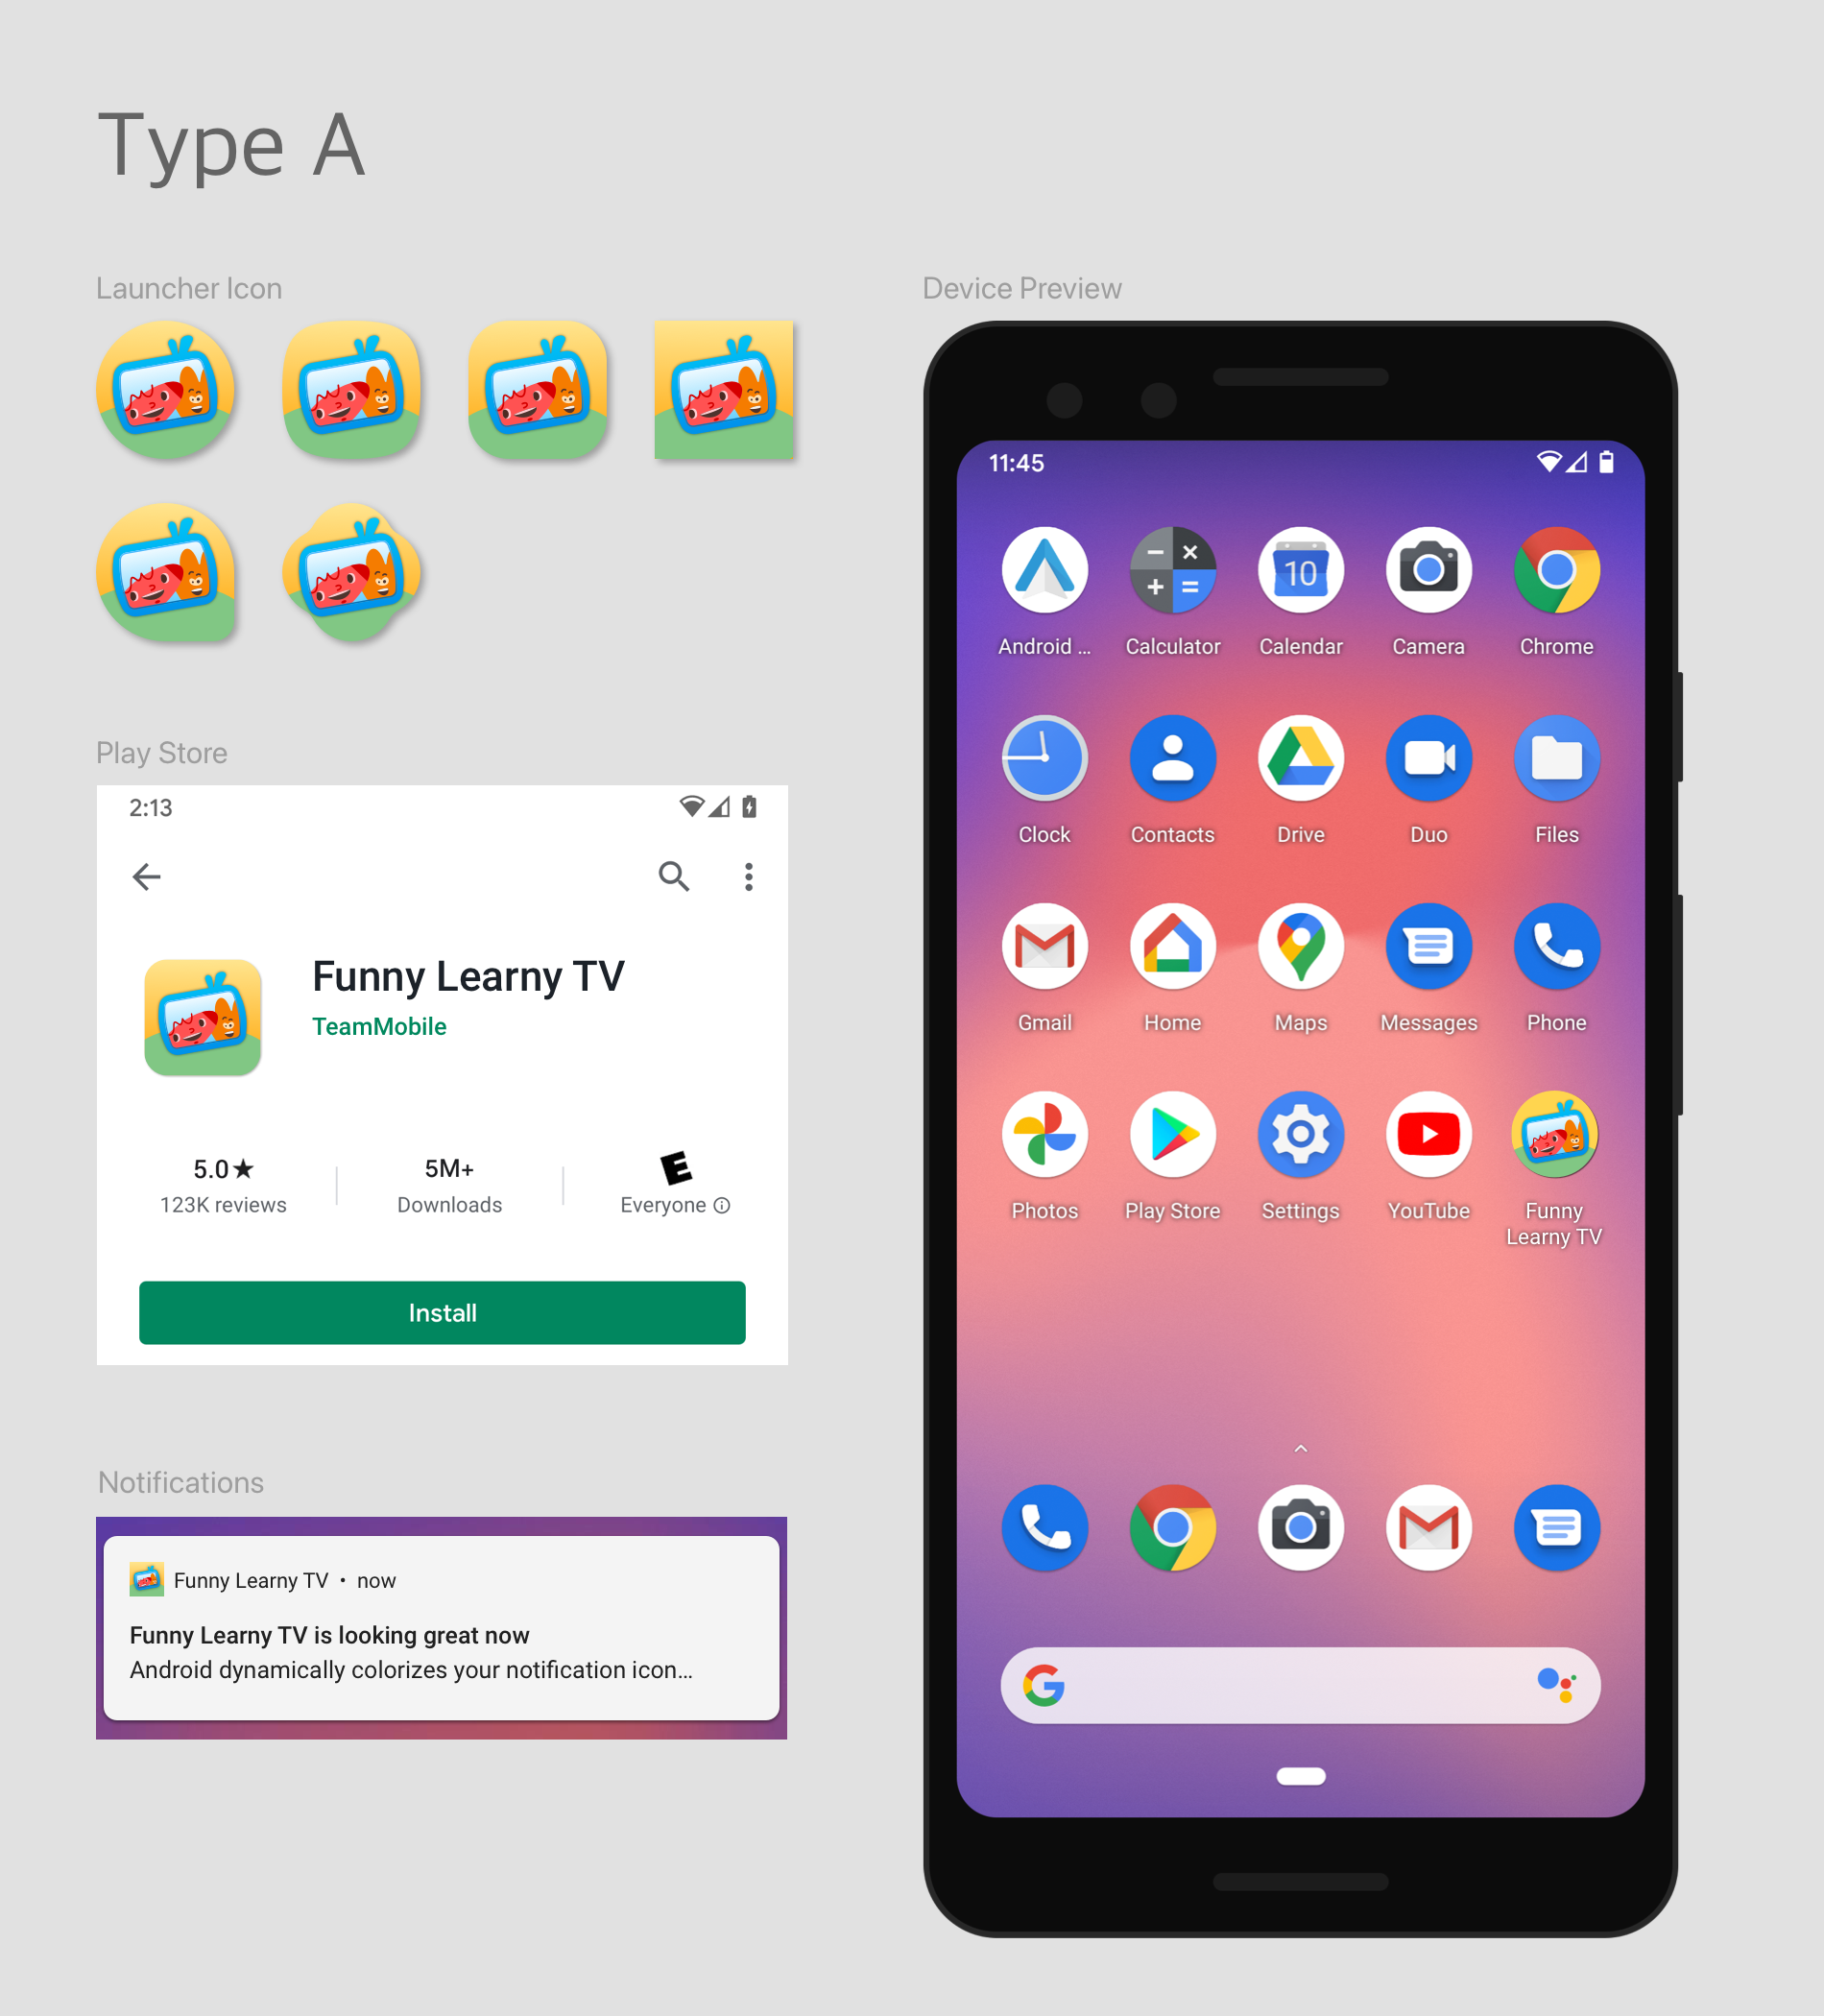 Type A
Launcher Icon
Play Store
2:13
Funny Learny TV
TeamMobile
5.0★
5M+
E
123K reviews
Downloads
Everyone
Install
Notifications
Funny Learny TV • now
Funny Learny TV is looking great now
Android dynamically colorizes your notification icon...
Device Preview
11:45
− ×
+ =
10
Android ... Calculator Calendar Camera Chrome
Clock Contacts Drive Duo Files
Gmail Home Maps Messages Phone
Photos Play Store Settings YouTube Funny
Learny TV
G